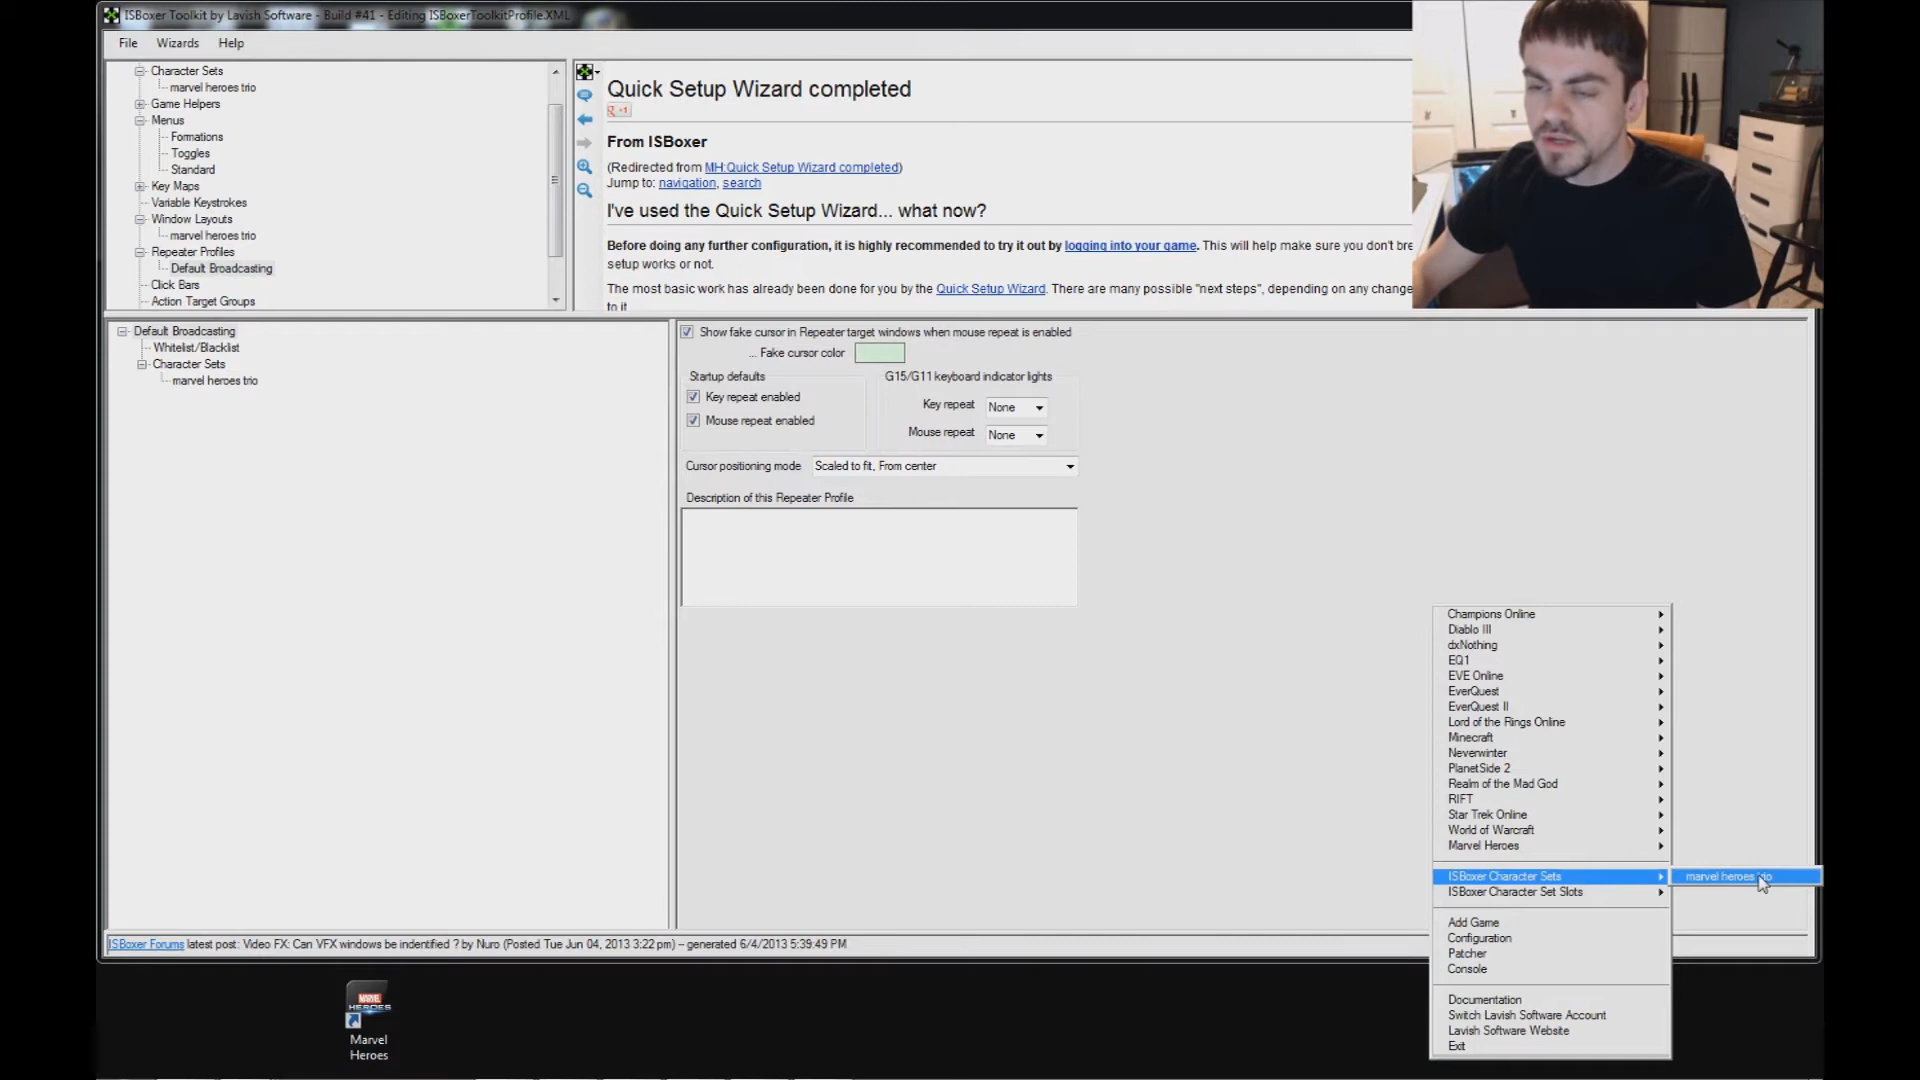 ISBoxer Toolkit by Lavish Software - Build #41 - Editing ISBoxerToolkitProfile.XML
File Wizards Help
Character Sets
marvel heroes trio
Game Helpers
Menus
Formations
Toggles
Standard
Key Maps
Variable Keystrokes
Window Layouts
marvel heroes trio
Repeater Profiles
Default Broadcasting
Click Bars
Action Target Groups
Quick Setup Wizard completed
+1
From ISBoxer
(Redirected from MH:Quick Setup Wizard completed)
Jump to: navigation, search
I've used the Quick Setup Wizard... what now?
Before doing any further configuration, it is highly recommended to try it out by logging into your game. This will help make sure you don't bre
setup works or not.
The most basic work has already been done for you by the Quick Setup Wizard. There are many possible "next steps", depending on any change
to it
Default Broadcasting
Whitelist/Blacklist
Character Sets
marvel heroes trio
Show fake cursor in Repeater target windows when mouse repeat is enabled
... Fake cursor color
Startup defaults
Key repeat enabled
Mouse repeat enabled
G15/G11 keyboard indicator lights
Key repeat None
Mouse repeat None
Cursor positioning mode Scaled to fit, From center
Description of this Repeater Profile
Champions Online
Diablo III
dxNothing
EQ1
EVE Online
EverQuest
EverQuest II
Lord of the Rings Online
Minecraft
Neverwinter
PlanetSide 2
Realm of the Mad God
RIFT
Star Trek Online
World of Warcraft
Marvel Heroes
ISBoxer Character Sets
marvel heroes trio
ISBoxer Character Set Slots
Add Game
Configuration
Patcher
Console
Documentation
Switch Lavish Software Account
Lavish Software Website
Exit
ISBoxer Forums latest post: Video FX: Can VFX windows be indentified ? by Nuro (Posted Tue Jun 04, 2013 3:22 pm) -- generated 6/4/2013 5:39:49 PM
MARVEL
HEROES
Marvel
Heroes